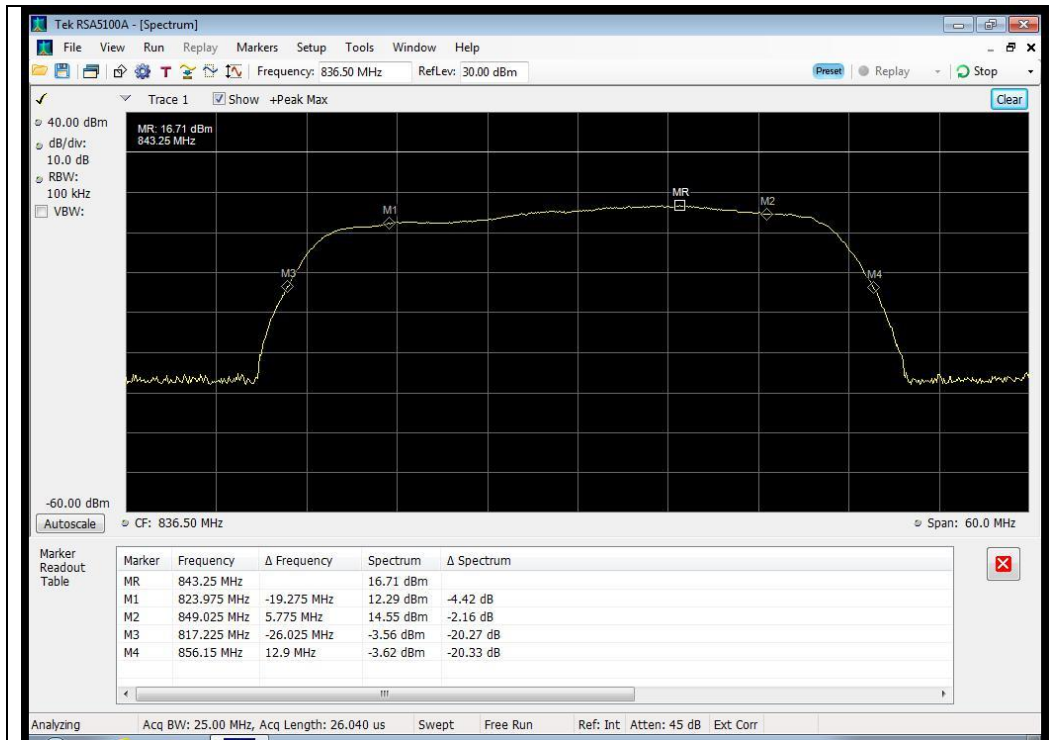 Tek RSA5100A - [Spectrum]
File View Run Replay Markers Setup Tools Window Help
T Frequency: 836.50 MHz RefLev: 30.00 dBm Preset Replay Stop
Trace 1 Show +Peak Max Clear
40.00 dBm
dB/div:
10.0 dB
RBW:
100 kHz
VBW:
MR: 16.71 dBm
843.25 MHz
MR
M1
M2
M3
M4
-60.00 dBm
Autoscale CF: 836.50 MHz Span: 60.0 MHz
Marker
Readout
Table
Marker Frequency Δ Frequency Spectrum Δ Spectrum
MR 843.25 MHz 16.71 dBm
M1 823.975 MHz -19.275 MHz 12.29 dBm -4.42 dB
M2 849.025 MHz 5.775 MHz 14.55 dBm -2.16 dB
M3 817.225 MHz -26.025 MHz -3.56 dBm -20.27 dB
M4 856.15 MHz 12.9 MHz -3.62 dBm -20.33 dB
Analyzing Acq BW: 25.00 MHz, Acq Length: 26.040 us Swept Free Run Ref: Int Atten: 45 dB Ext Corr